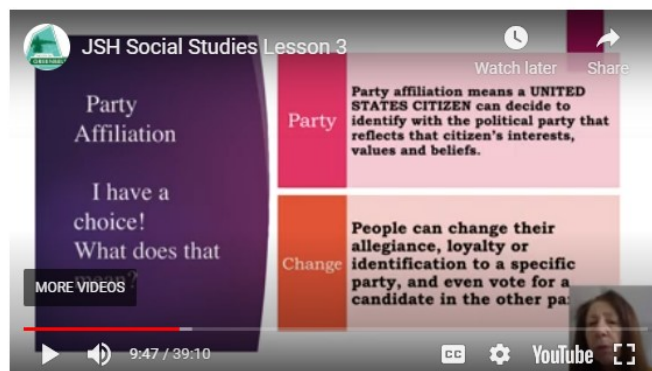 JSH Social Studies Lesson 3
Watch later
Share
Party
Affiliation
I have a
choice!
What does that
mean?
Party
Party affiliation means a UNITED
STATES CITIZEN can decide to
identify with the political party that
reflects that citizen's interests,
values and beliefs.
Change
People can change their
allegiance, loyalty or
identification to a specific
party, and even vote for a
candidate in the other
MORE VIDEOS
9:47 / 39:10
CC
YouTube